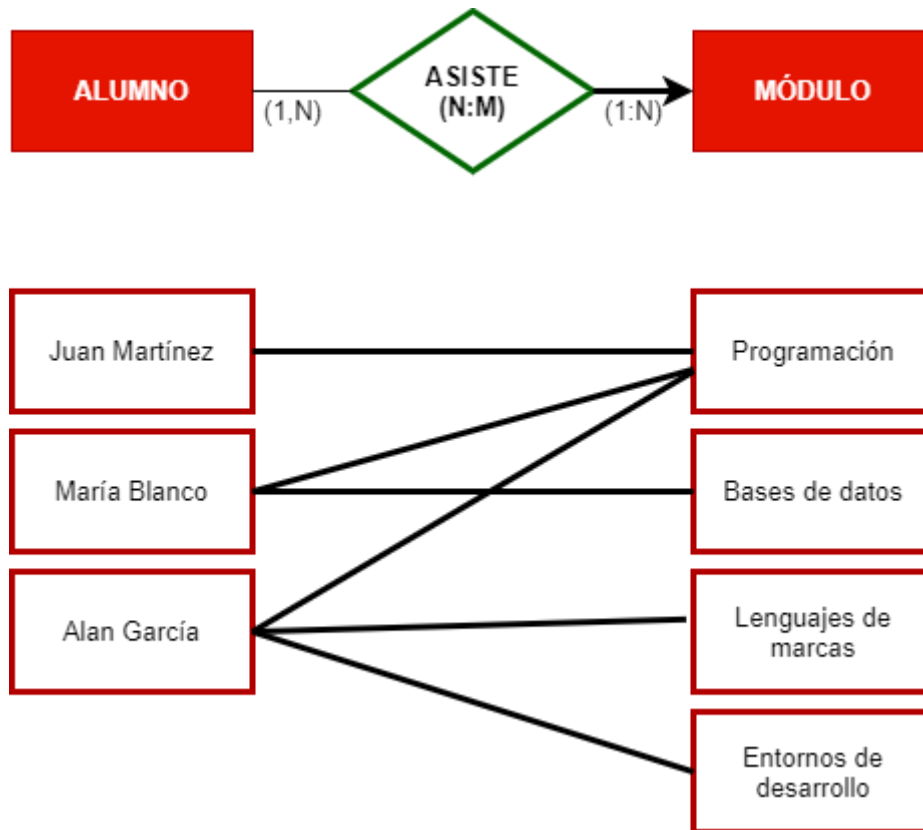 ALUMNO
(1,N)
ASISTE
(N:M)
(1:N)
MÓDULO
Juan Martínez
Programación
María Blanco
Bases de datos
Alan García
Lenguajes de
marcas
Entornos de
desarrollo